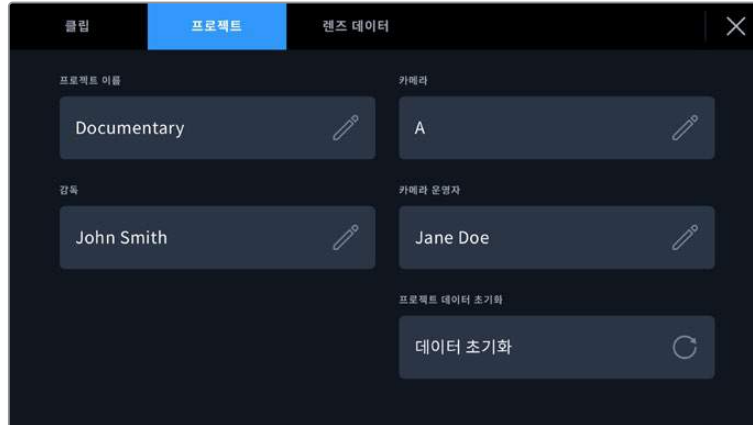 클립 프로젝트 렌즈 데이터
프로젝트 이름
Documentary
카메라
A
감독
John Smith
카메라 운영자
Jane Doe
프로젝트 데이터 초기화
데이터 초기화